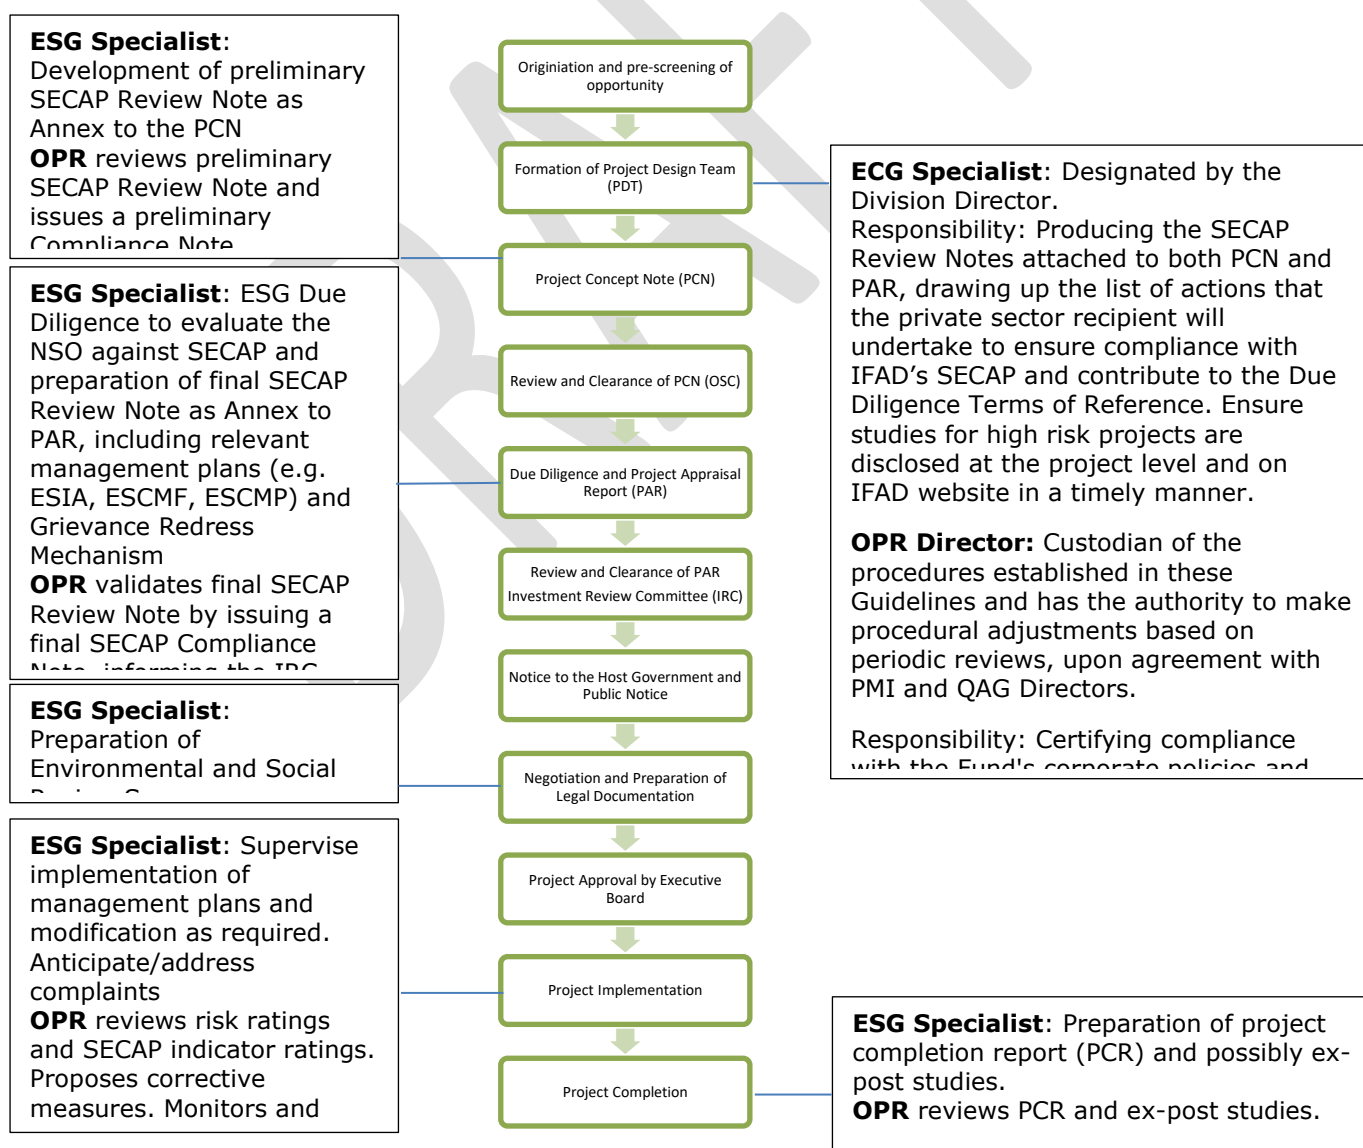 ESG Specialist:
Development of preliminary
SECAP Review Note as
Annex to the PCN
OPR reviews preliminary
SECAP Review Note and
issues a preliminary
Compliance Note
ESG Specialist: ESG Due
Diligence to evaluate the
NSO against SECAP and
preparation of final SECAP
Review Note as Annex to
PAR, including relevant
management plans (e.g.
ESIA, ESCMF, ESCMP) and
Grievance Redress
Mechanism
OPR validates final SECAP
Review Note by issuing a
final SECAP Compliance
Note, informing the IRC
ESG Specialist:
Preparation of
Environmental and Social
ESG Specialist: Supervise
implementation of
management plans and
modification as required.
Anticipate/address
complaints
OPR reviews risk ratings
and SECAP indicator ratings.
Proposes corrective
measures. Monitors and
Originiation and pre-screening of
opportunity
Formation of Project Design Team
(PDT)
Project Concept Note (PCN)
Review and Clearance of PCN (OSC)
Due Diligence and Project Appraisal
Report (PAR)
Review and Clearance of PAR
Investment Review Committee (IRC)
Notice to the Host Government and
Public Notice
Negotiation and Preparation of
Legal Documentation
Project Approval by Executive
Board
Project Implementation
Project Completion
ECG Specialist: Designated by the
Division Director.
Responsibility: Producing the SECAP
Review Notes attached to both PCN and
PAR, drawing up the list of actions that
the private sector recipient will
undertake to ensure compliance with
IFAD’s SECAP and contribute to the Due
Diligence Terms of Reference. Ensure
studies for high risk projects are
disclosed at the project level and on
IFAD website in a timely manner.
OPR Director: Custodian of the
procedures established in these
Guidelines and has the authority to make
procedural adjustments based on
periodic reviews, upon agreement with
PMI and QAG Directors.
Responsibility: Certifying compliance
with the Fund's corporate policies and
ESG Specialist: Preparation of project
completion report (PCR) and possibly ex-
post studies.
OPR reviews PCR and ex-post studies.
DRAFT